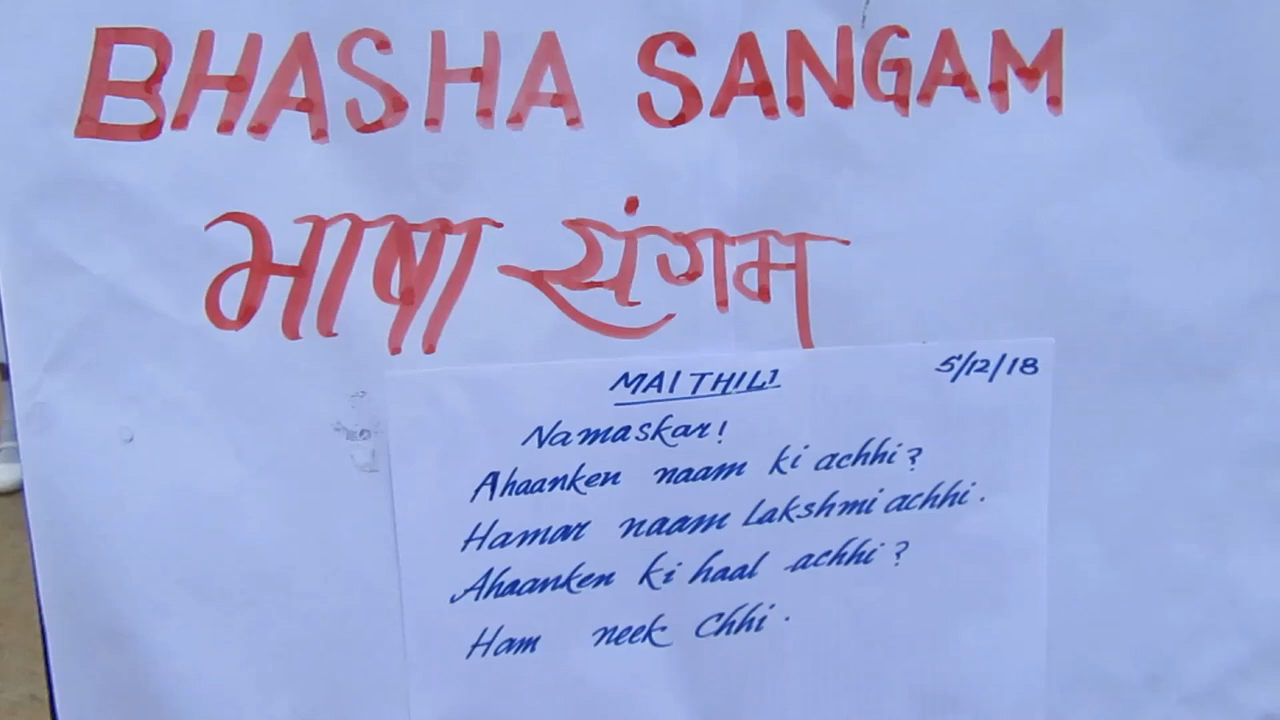 BHASHA SANGAM
भाषा संगम
MAITHILI
5/12/18
Namaskar!
Ahaanken naam ki achhi?
Hamar naam Lakshmi achhi.
Ahaanken ki haal achhi?
Ham neek Chhi.